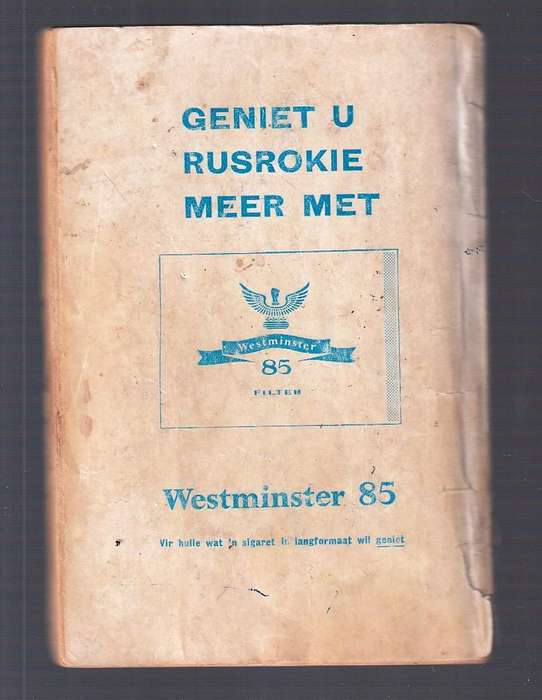 GENIET U
RUSROKIE
MEER MET
Westminster
85
FILTER
Westminster 85
Vir hulle wat 'n sigaret in langformaat wil geniet